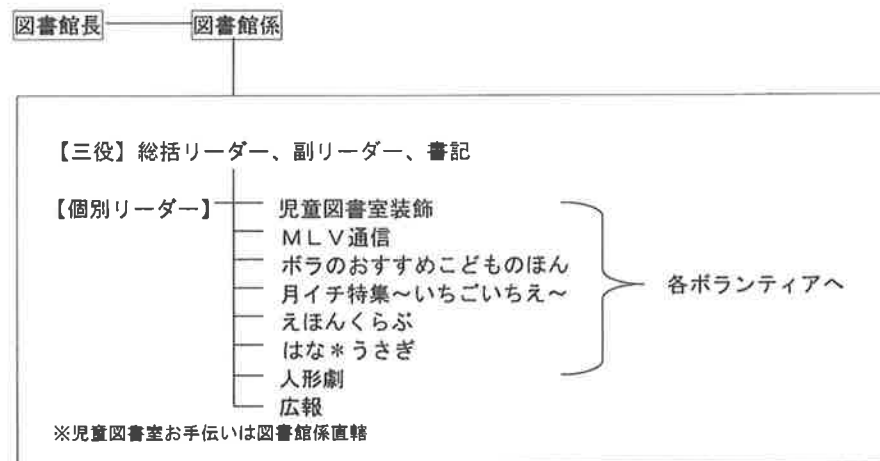 図書館長 図書館係
【三役】総括リーダー、副リーダー、書記
【個別リーダー】 児童図書室装飾
MLV通信
ボラのおすすめこどものほん
月イチ特集～いちごいちえ～
えほんくらぶ
はな＊うさぎ
人形劇
広報
各ボランティアへ
※児童図書室お手伝いは図書館係直轄